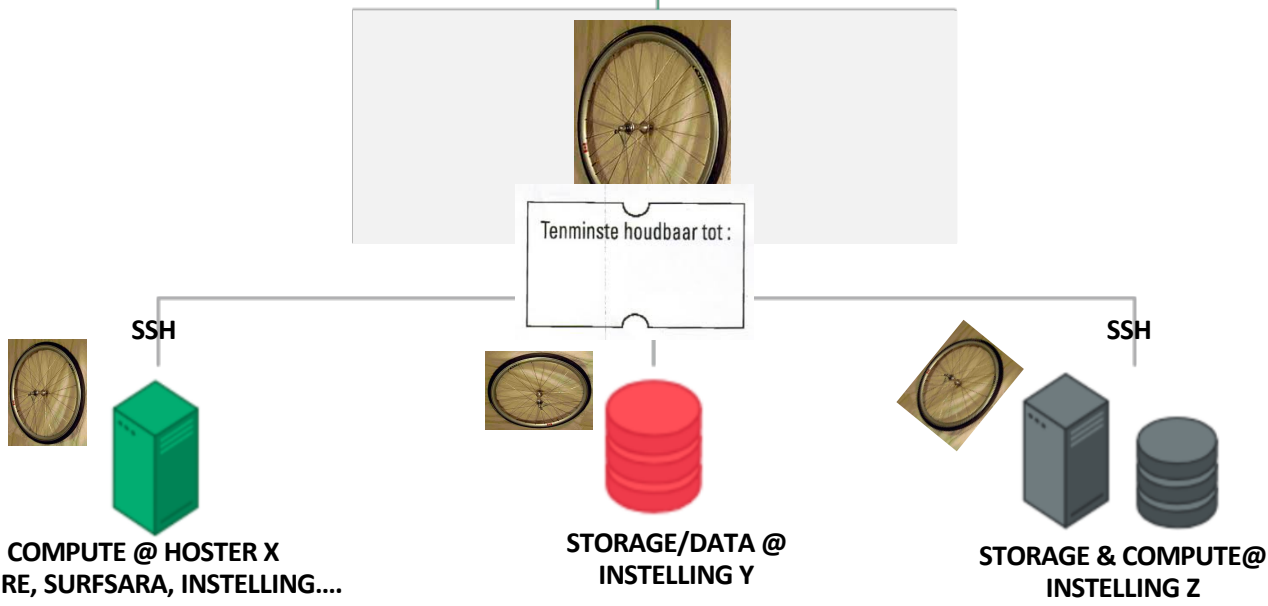 Tenminste houdbaar tot :
SSH
SSH
COMPUTE @ HOSTER X
RE, SURFSARA, INSTELLING....
STORAGE/DATA @
INSTELLING Y
STORAGE & COMPUTE@
INSTELLING Z